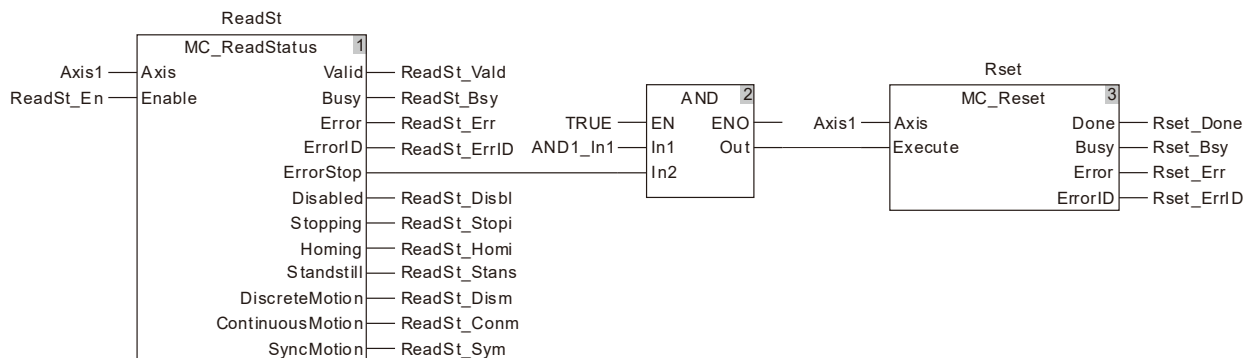 ReadSt
MC_ReadStatus 1
Axis1 Axis Valid ReadSt_Vald
ReadSt_En Enable Busy ReadSt_Bsy
Error ReadSt_Err
ErrorID ReadSt_ErrID
ErrorStop
Disabled ReadSt_Disbl
Stopping ReadSt_Stopi
Homing ReadSt_Homi
Standstill ReadSt_Stans
DiscreteMotion ReadSt_Dism
ContinuousMotion ReadSt_Conm
SyncMotion ReadSt_Sym
AND 2
TRUE EN ENO
AND1_In1 In1 Out
In2
Rset
MC_Reset 3
Axis1 Axis Done Rset_Done
Execute Busy Rset_Bsy
Error Rset_Err
ErrorID Rset_ErrID